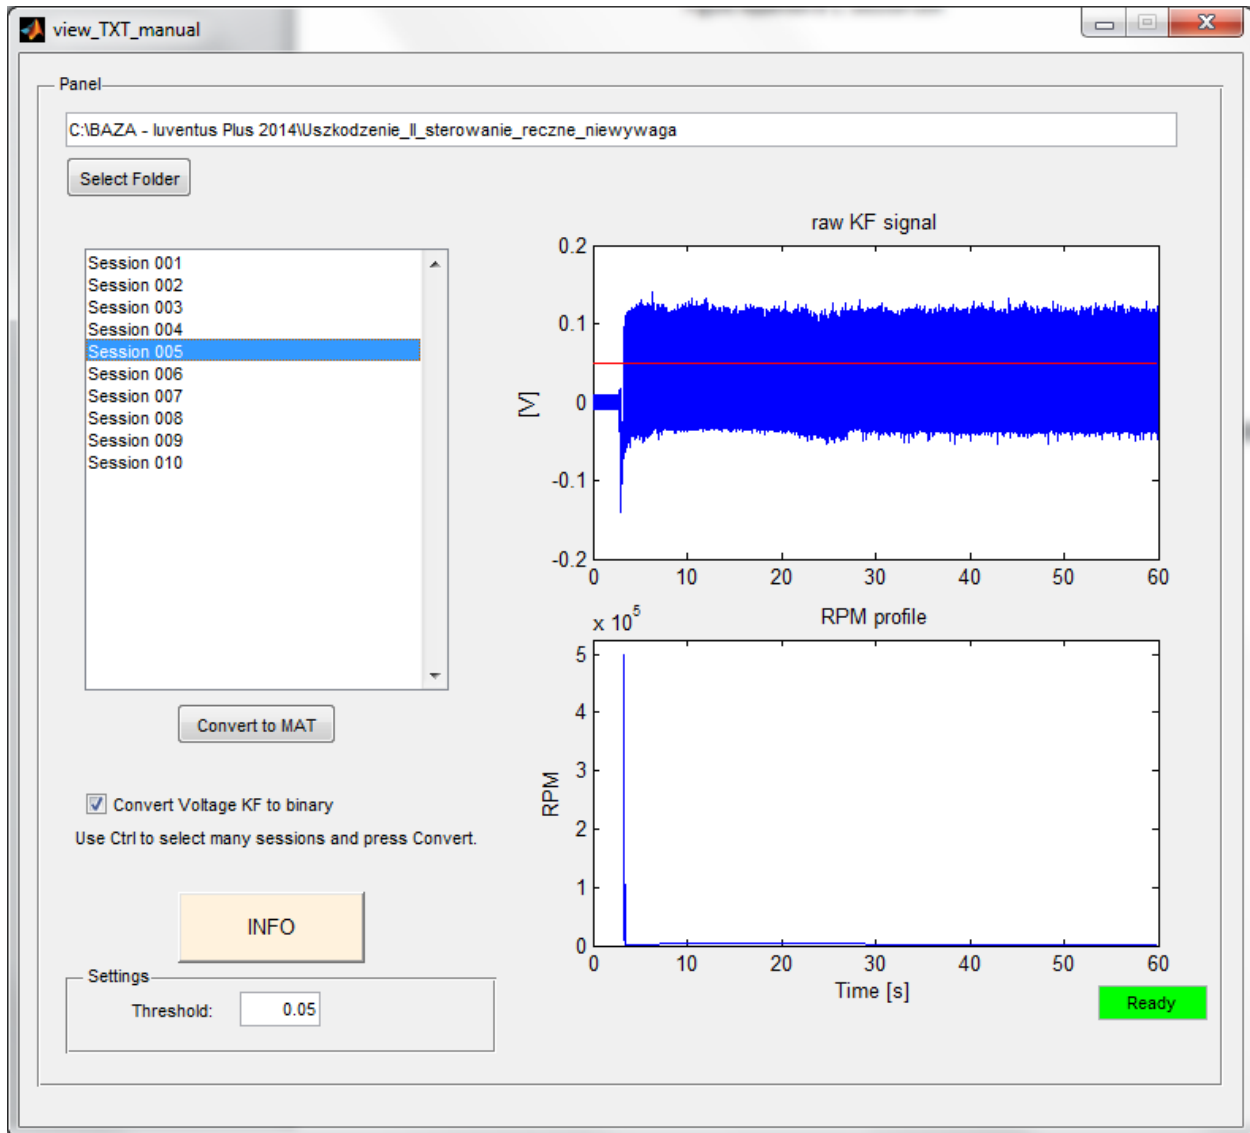 view_TXT_manual
Panel
C:\BAZA - Iuventus Plus 2014\Uszkodzenie_II_sterowanie_reczne_niewywaga
Select Folder
Session 001
Session 002
Session 003
Session 004
Session 005
Session 006
Session 007
Session 008
Session 009
Session 010
Convert to MAT
Convert Voltage KF to binary
Use Ctrl to select many sessions and press Convert.
INFO
Settings
Threshold: 0.05
raw KF signal
0.2
0.1
0
-0.1
-0.2
[V]
0 10 20 30 40 50 60
x 10^5
RPM profile
5
4
3
2
1
0
RPM
0 10 20 30 40 50 60
Time [s]
Ready